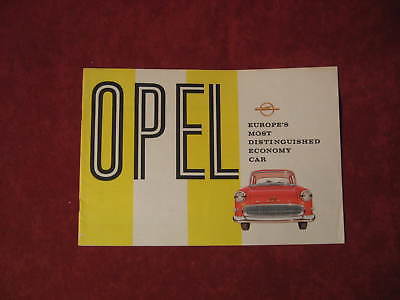 OPEL
EUROPE'S
MOST
DISTINGUISHED
ECONOMY
CAR